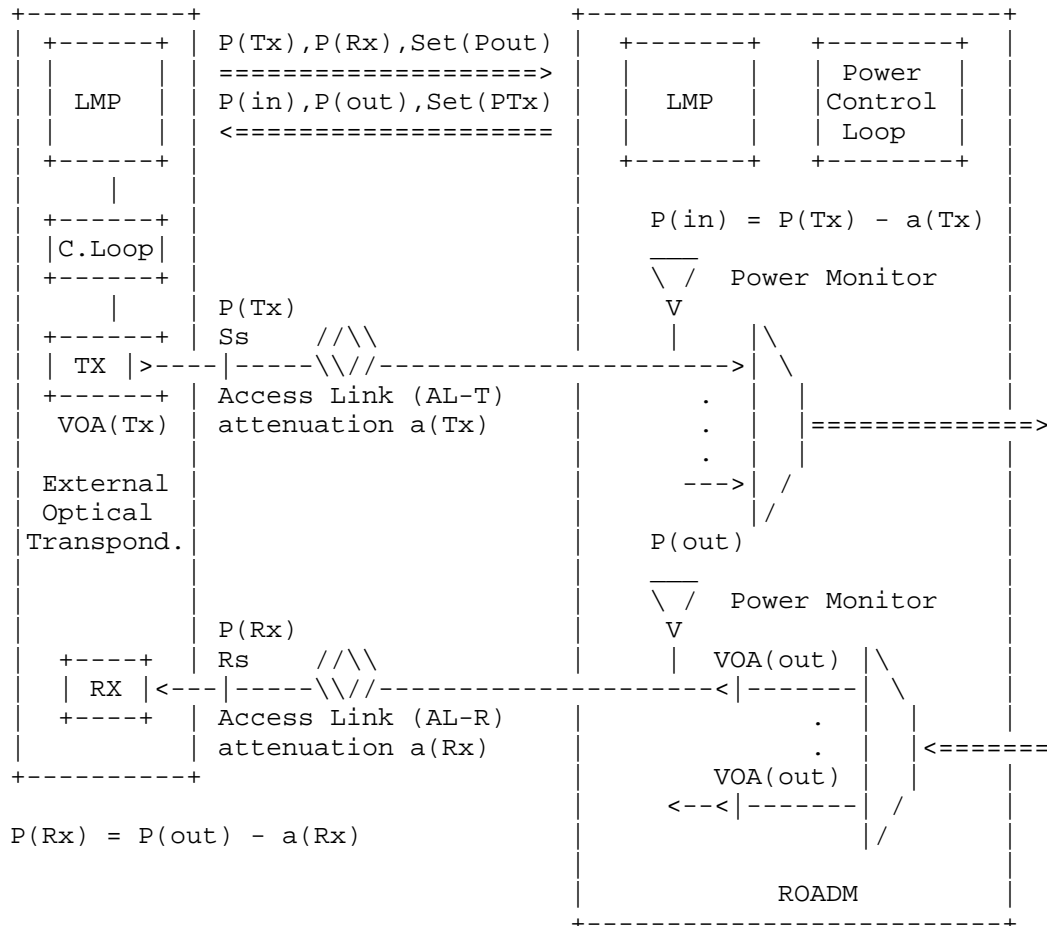 P(Tx),P(Rx),Set(Pout)
LMP
P(in),P(out),Set(PTx)
LMP
Power
Control
Loop
C.Loop
P(in) = P(Tx) - a(Tx)
Power Monitor
P(Tx)
Ss
TX
Access Link (AL-T)
VOA(Tx)
attenuation a(Tx)
External
Optical
Transpond.
P(out)
Power Monitor
P(Rx)
Rs
VOA(out)
RX
Access Link (AL-R)
attenuation a(Rx)
VOA(out)
P(Rx) = P(out) - a(Rx)
ROADM